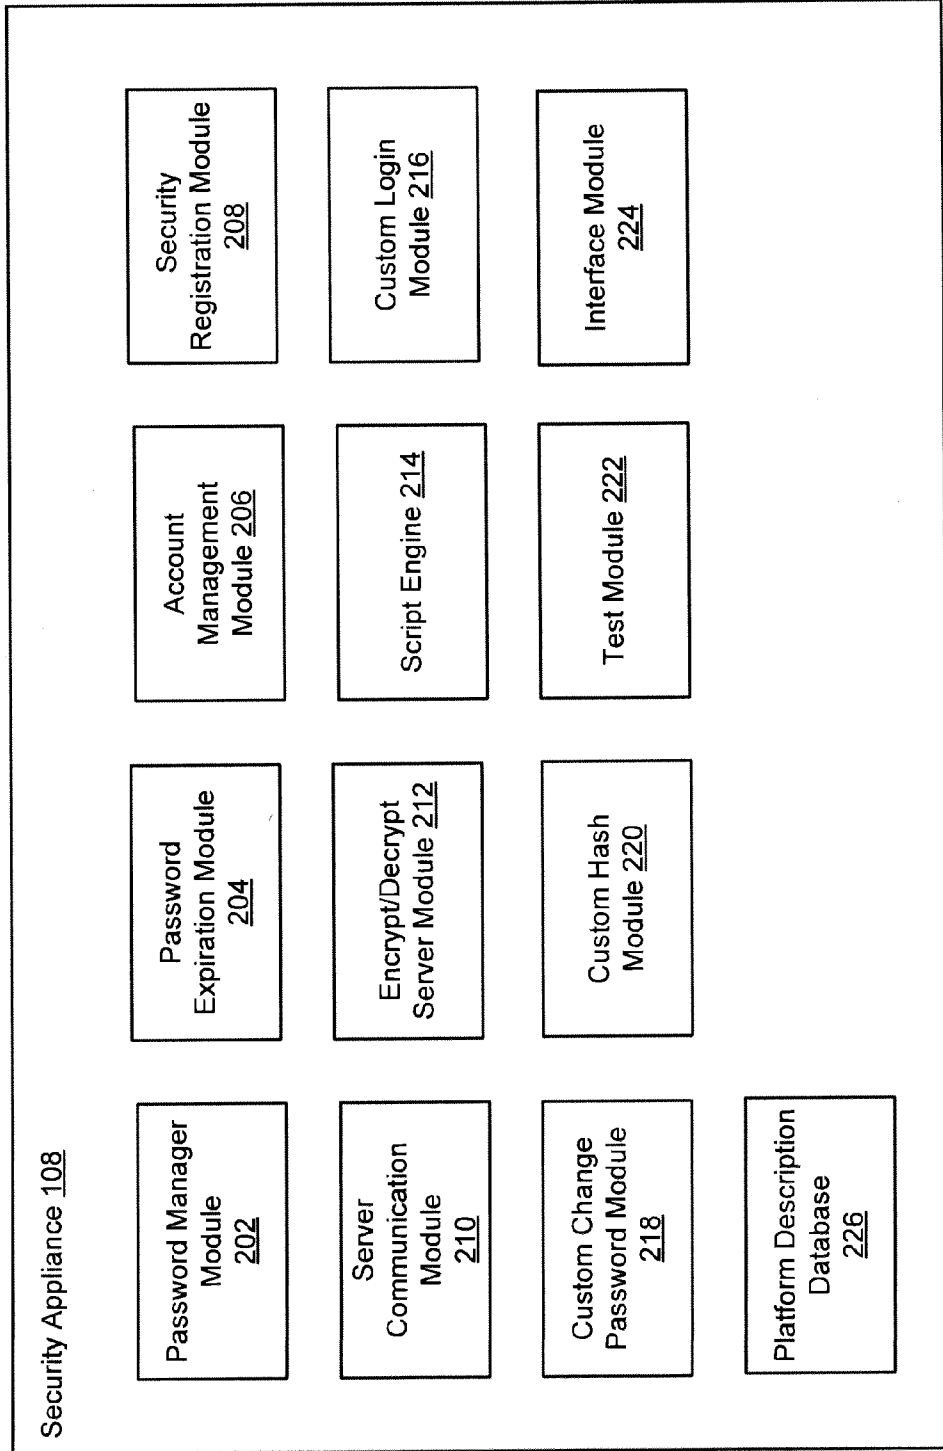 Security Appliance 108
Password Manager
Module
202
Password
Expiration Module
204
Account
Management
Module 206
Security
Registration Module
208
Server
Communication
Module
210
Encrypt/Decrypt
Server Module 212
Script Engine 214
Custom Login
Module 216
Custom Change
Password Module
218
Custom Hash
Module 220
Test Module 222
Interface Module
224
Platform Description
Database
226